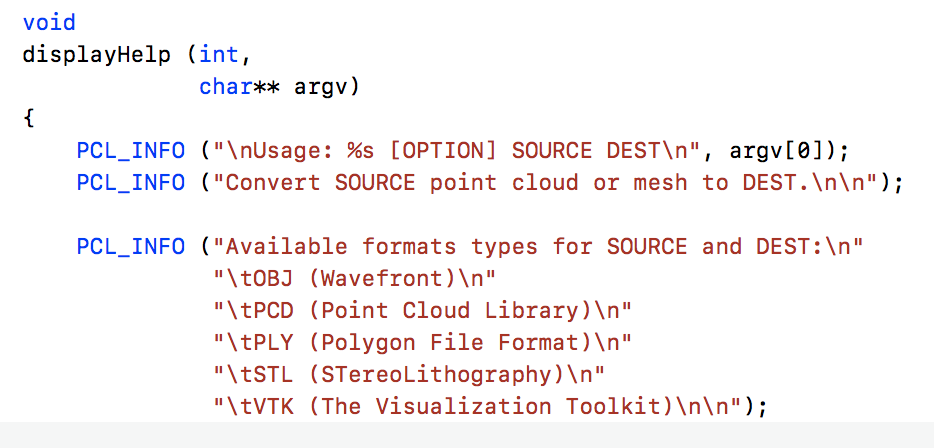 void
displayHelp (int,
             char** argv)
{
    PCL_INFO ("\nUsage: %s [OPTION] SOURCE DEST\n", argv[0]);
    PCL_INFO ("Convert SOURCE point cloud or mesh to DEST.\n\n");
    PCL_INFO ("Available formats types for SOURCE and DEST:\n"
              "\tOBJ (Wavefront)\n"
              "\tPCD (Point Cloud Library)\n"
              "\tPLY (Polygon File Format)\n"
              "\tSTL (STereoLithography)\n"
              "\tVTK (The Visualization Toolkit)\n\n");